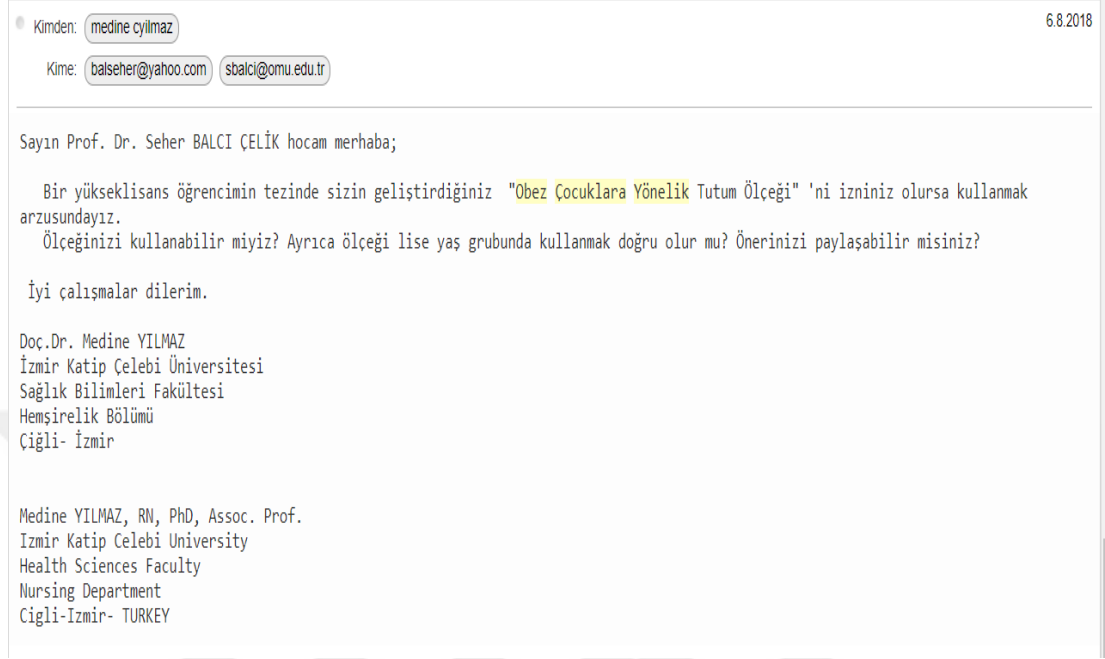 Kimden: medine cyilmaz 6.8.2018
Kime: balseher@yahoo.com sbalci@omu.edu.tr
Sayın Prof. Dr. Seher BALCI ÇELİK hocam merhaba;
Bir yükseklisans öğrencimin tezinde sizin geliştirdiğiniz "Obez Çocuklara Yönelik Tutum Ölçeği" 'ni izniniz olursa kullanmak
arzusundayız.
Ölçeğinizi kullanabilir miyiz? Ayrıca ölçeği lise yaş grubunda kullanmak doğru olur mu? Önerinizi paylaşabilir misiniz?
İyi çalışmalar dilerim.
Doç.Dr. Medine YILMAZ
İzmir Katip Çelebi Üniversitesi
Sağlık Bilimleri Fakültesi
Hemşirelik Bölümü
Çiğli- İzmir
Medine YILMAZ, RN, PhD, Assoc. Prof.
Izmir Katip Celebi University
Health Sciences Faculty
Nursing Department
Cigli-Izmir- TURKEY